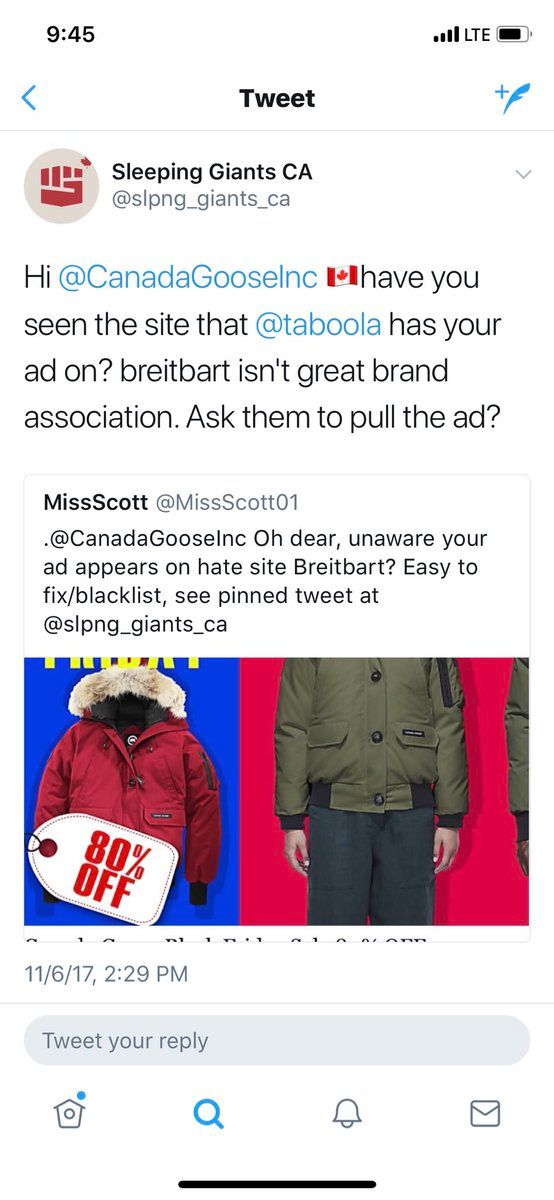 9:45
LTE
Tweet
Sleeping Giants CA
@slpng_giants_ca
Hi @CanadaGooseInc 🇨🇦have you
seen the site that @taboola has your
ad on? breitbart isn't great brand
association. Ask them to pull the ad?
MissScott @MissScott01
.@CanadaGooseInc Oh dear, unaware your
ad appears on hate site Breitbart? Easy to
fix/blacklist, see pinned tweet at
@slpng_giants_ca
FRIDAY
80%
OFF
11/6/17, 2:29 PM
Tweet your reply